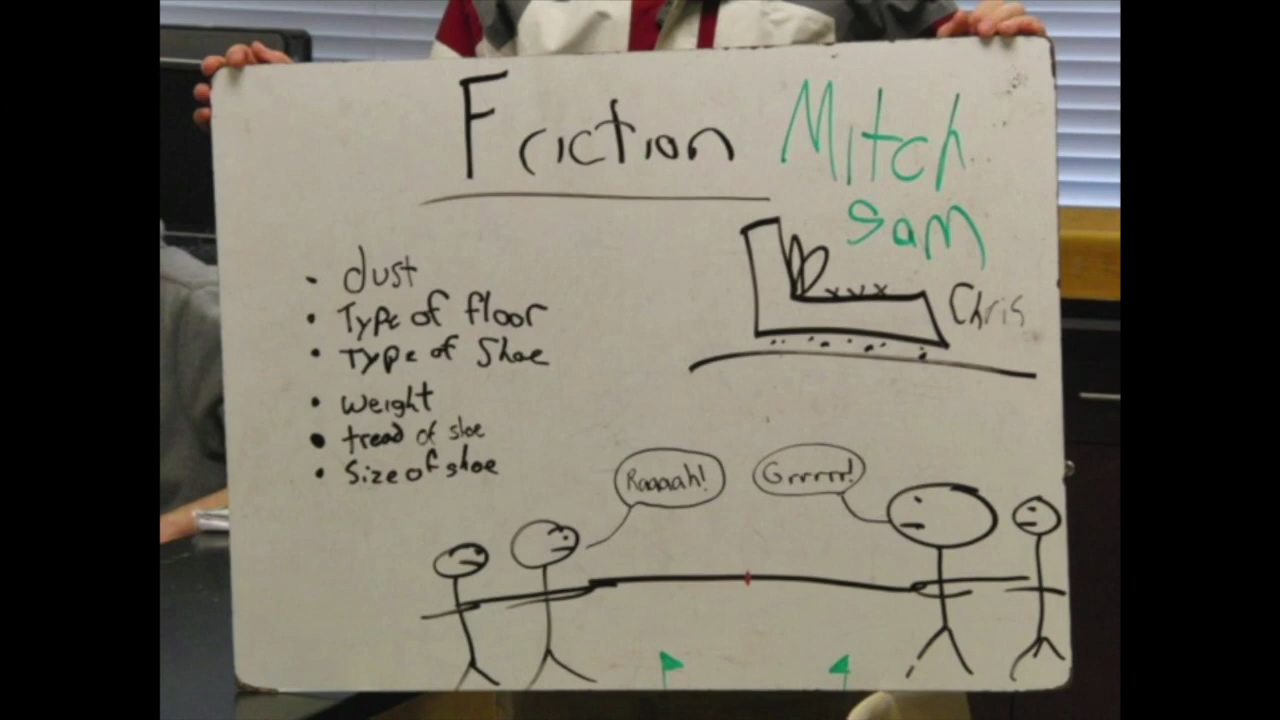 Friction
Mitch
Sam
Chris
• dust
• Type of floor
• Type of Shoe
• weight
• tread of shoe
• Size of shoe
Raaaah!
Grrrrr!